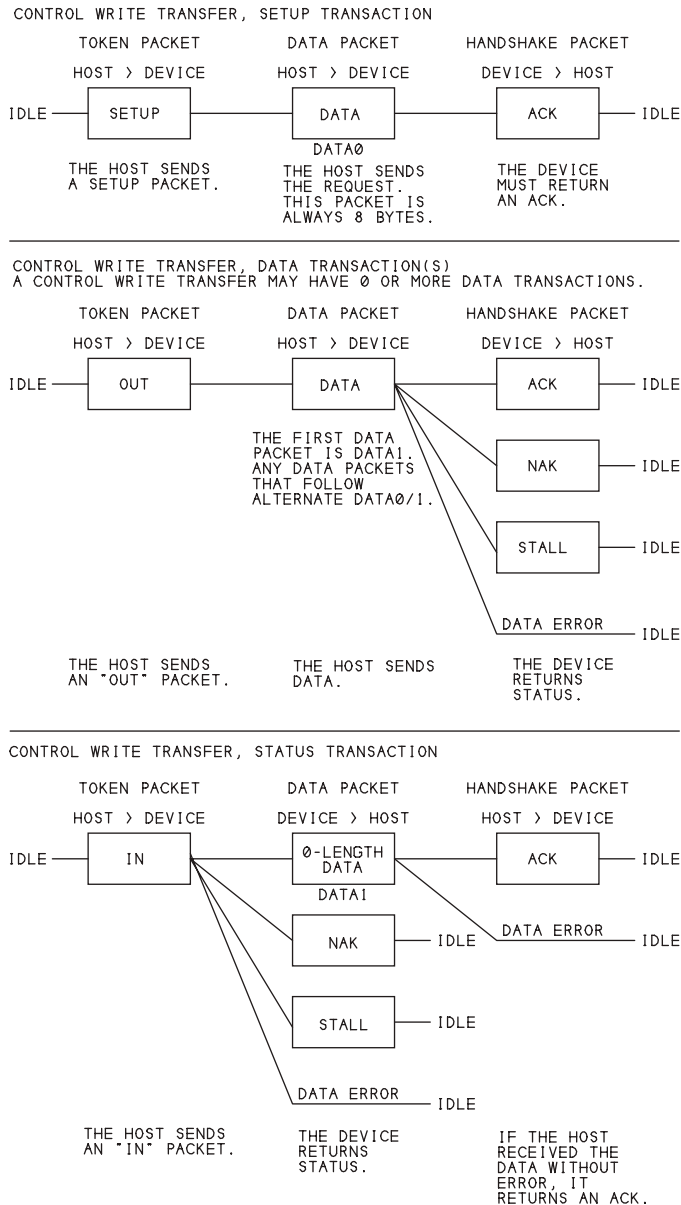 CONTROL WRITE TRANSFER, SETUP TRANSACTION
TOKEN PACKET DATA PACKET HANDSHAKE PACKET
HOST > DEVICE HOST > DEVICE DEVICE > HOST
IDLE SETUP DATA ACK IDLE
DATA0
THE HOST SENDS
A SETUP PACKET.
THE HOST SENDS
THE REQUEST.
THIS PACKET IS
ALWAYS 8 BYTES.
THE DEVICE
MUST RETURN
AN ACK.
CONTROL WRITE TRANSFER, DATA TRANSACTION(S)
A CONTROL WRITE TRANSFER MAY HAVE 0 OR MORE DATA TRANSACTIONS.
TOKEN PACKET DATA PACKET HANDSHAKE PACKET
HOST > DEVICE HOST > DEVICE DEVICE > HOST
IDLE OUT DATA ACK IDLE
THE FIRST DATA
PACKET IS DATA1.
ANY DATA PACKETS
THAT FOLLOW
ALTERNATE DATA0/1.
NAK IDLE
STALL IDLE
DATA ERROR IDLE
THE HOST SENDS
AN "OUT" PACKET.
THE HOST SENDS
DATA.
THE DEVICE
RETURNS
STATUS.
CONTROL WRITE TRANSFER, STATUS TRANSACTION
TOKEN PACKET DATA PACKET HANDSHAKE PACKET
HOST > DEVICE DEVICE > HOST HOST > DEVICE
IDLE IN 0-LENGTH DATA ACK IDLE
DATA1
NAK IDLE DATA ERROR IDLE
STALL IDLE
DATA ERROR IDLE
THE HOST SENDS
AN "IN" PACKET.
THE DEVICE
RETURNS
STATUS.
IF THE HOST
RECEIVED THE
DATA WITHOUT
ERROR, IT
RETURNS AN ACK.